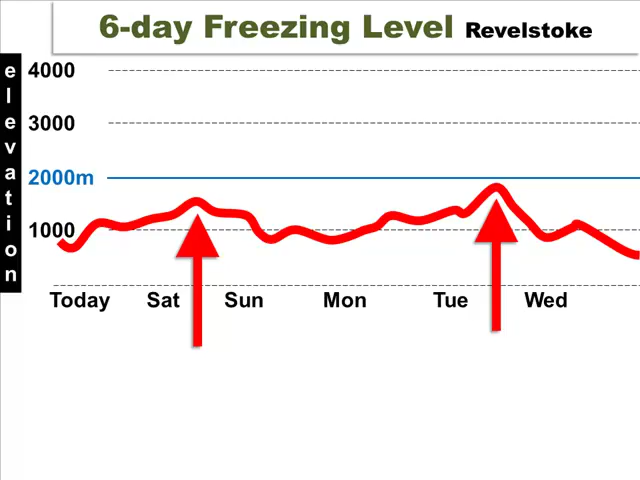 6-day Freezing Level Revelstoke
elevation
4000
3000
2000m
1000
Today Sat Sun Mon Tue Wed